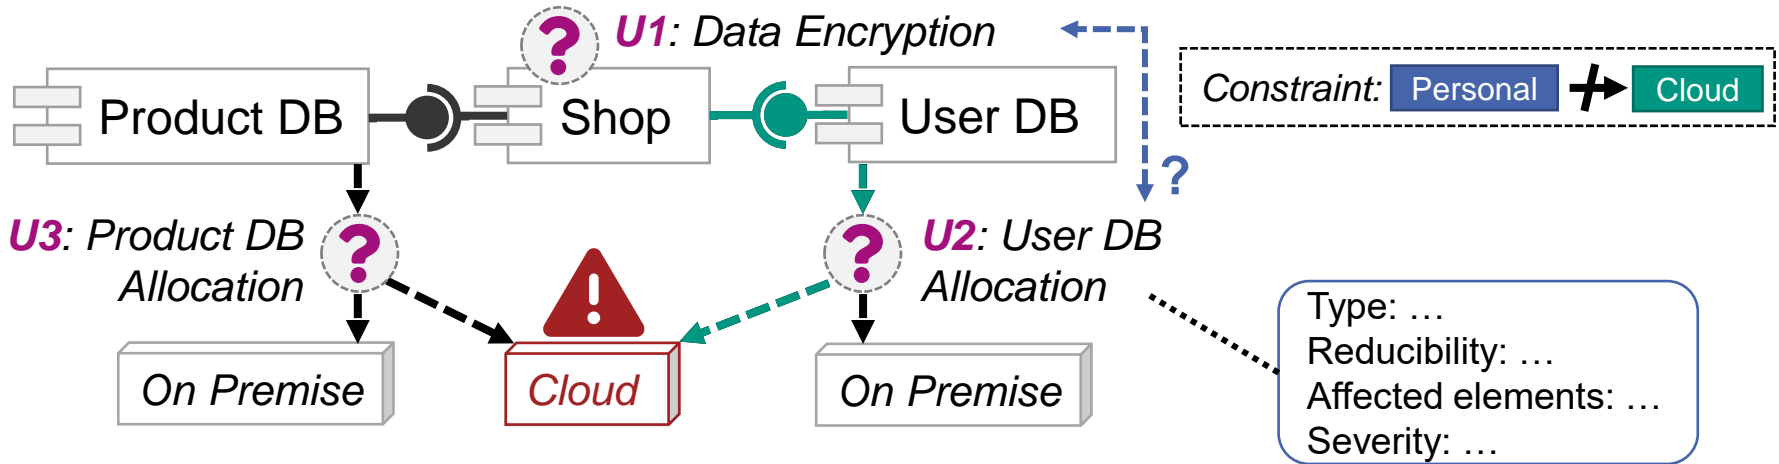 U1: Data Encryption
Product DB
Shop
User DB
Constraint: Personal Cloud
?
U3: Product DB
Allocation
?
?
U2: User DB
Allocation
?
!
On Premise
Cloud
On Premise
Type: …
Reducibility: …
Affected elements: …
Severity: …
?